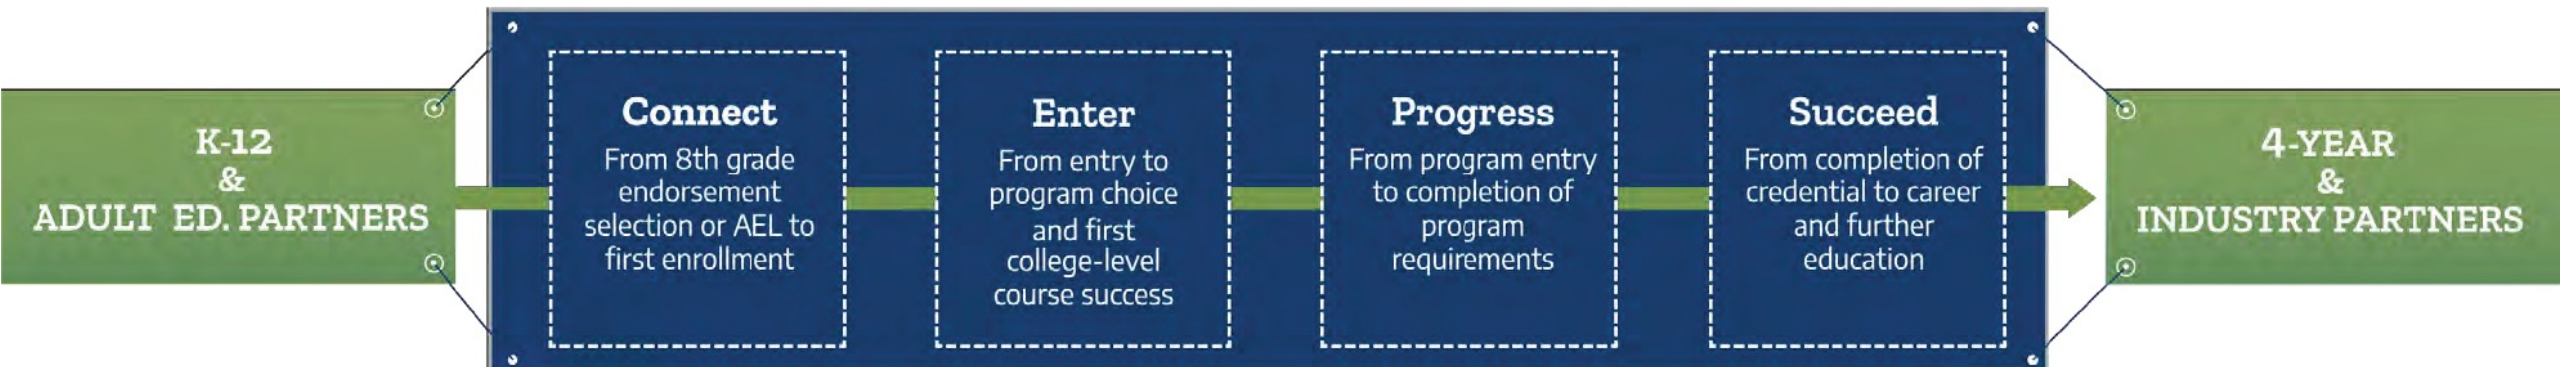 K-12
&
ADULT ED. PARTNERS
Connect
From 8th grade
endorsement
selection or AEL to
first enrollment
Enter
From entry to
program choice
and first
college-level
course success
Progress
From program entry
to completion of
program
requirements
Succeed
From completion of
credential to career
and further
education
4-YEAR
&
INDUSTRY PARTNERS